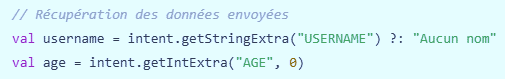 // Récupération des données envoyées
val username = intent.getStringExtra("USERNAME") ?: "Aucun nom"
val age = intent.getIntExtra("AGE", 0)